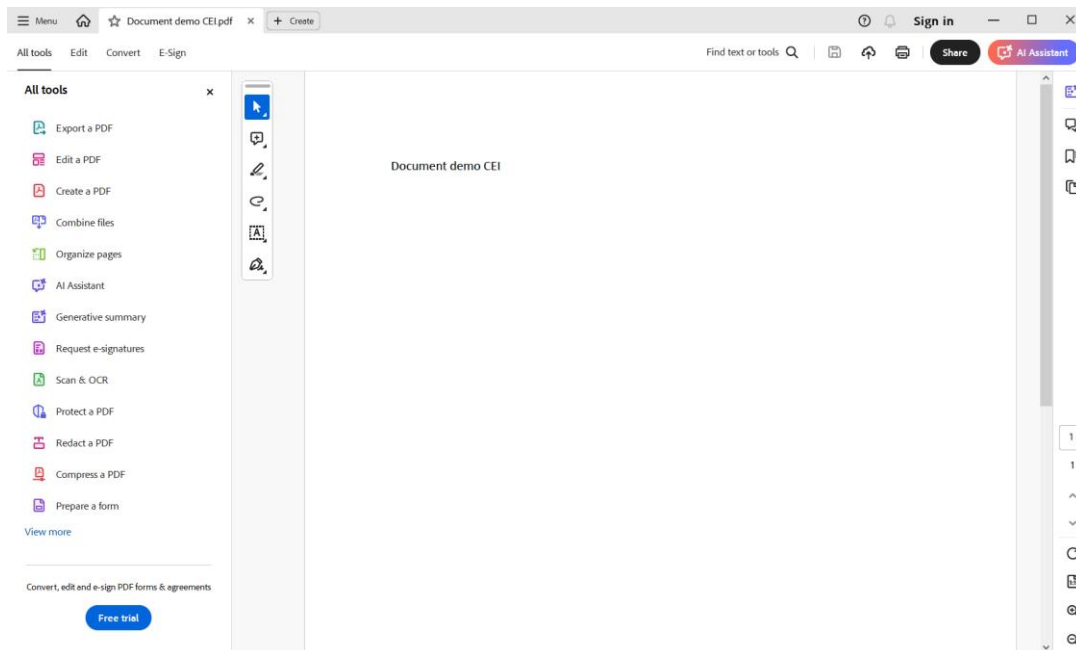 Menu
Document demo CEI.pdf
Create
Sign in
All tools Edit Convert E-Sign
Find text or tools
Share
AI Assistant
All tools
Export a PDF
Edit a PDF
Create a PDF
Combine files
Organize pages
AI Assistant
Generative summary
Request e-signatures
Scan & OCR
Protect a PDF
Redact a PDF
Compress a PDF
Prepare a form
View more
Convert, edit and e-sign PDF forms & agreements
Free trial
Document demo CEI
1
1